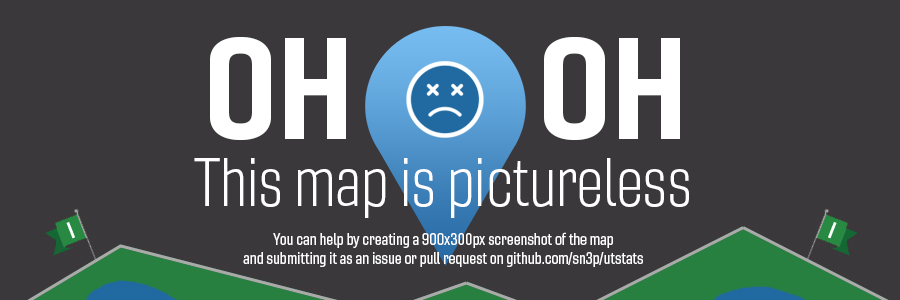 OH OH
This map is pictureless
You can help by creating a 900x300px screenshot of the map
and submitting it as an issue or pull request on github.com/sn3p/utstats